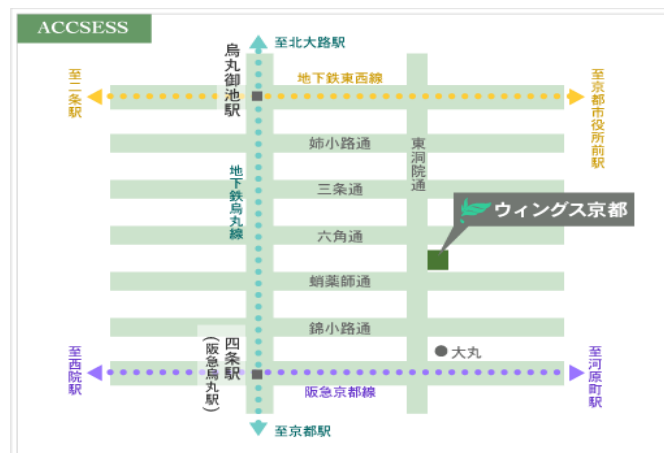 ACCSESS
至北大路駅
烏丸御池駅
地下鉄東西線
至二条駅
至京都市役所前駅
姉小路通
東洞院通
地下鉄烏丸線
三条通
ウィングス京都
六角通
蛸薬師通
錦小路通
四条駅
(阪急烏丸駅)
大丸
至西院駅
至河原町駅
阪急京都線
至京都駅